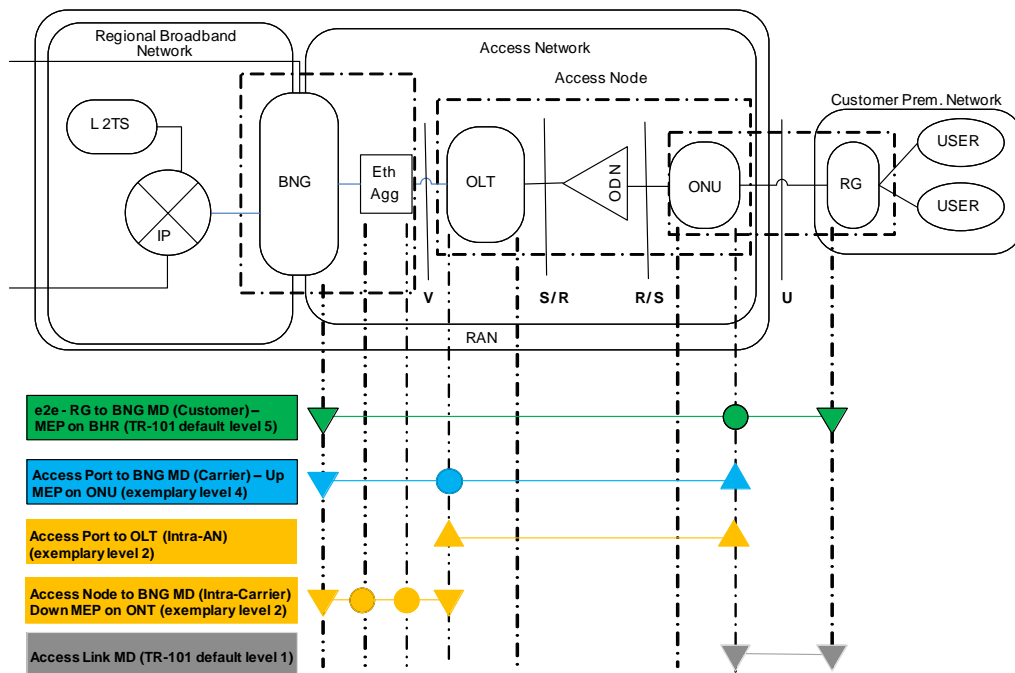 Regional Broadband
Network
Access Network
Access Node
Customer Prem. Network
L 2TS
IP
BNG
Eth
Agg
OLT
ODN
ONU
RG
USER
USER
V
S/R
R/S
U
RAN
e2e - RG to BNG MD (Customer) –
MEP on BHR (TR-101 default level 5)
Access Port to BNG MD (Carrier) – Up
MEP on ONU (exemplary level 4)
Access Port to OLT (Intra-AN)
(exemplary level 2)
Access Node to BNG MD (Intra-Carrier)
Down MEP on ONT (exemplary level 2)
Access Link MD (TR-101 default level 1)